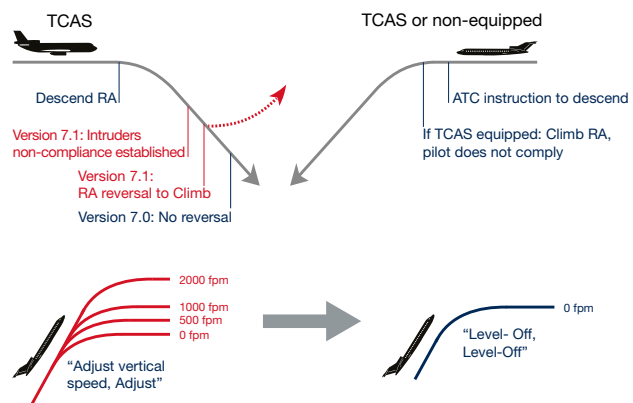 TCAS
TCAS or non-equipped
Descend RA
ATC instruction to descend
Version 7.1: Intruders
non-compliance established
If TCAS equipped: Climb RA,
pilot does not comply
Version 7.1:
RA reversal to Climb
Version 7.0: No reversal
2000 fpm
1000 fpm
500 fpm
0 fpm
“Adjust vertical
speed, Adjust”
0 fpm
“Level- Off,
Level-Off”